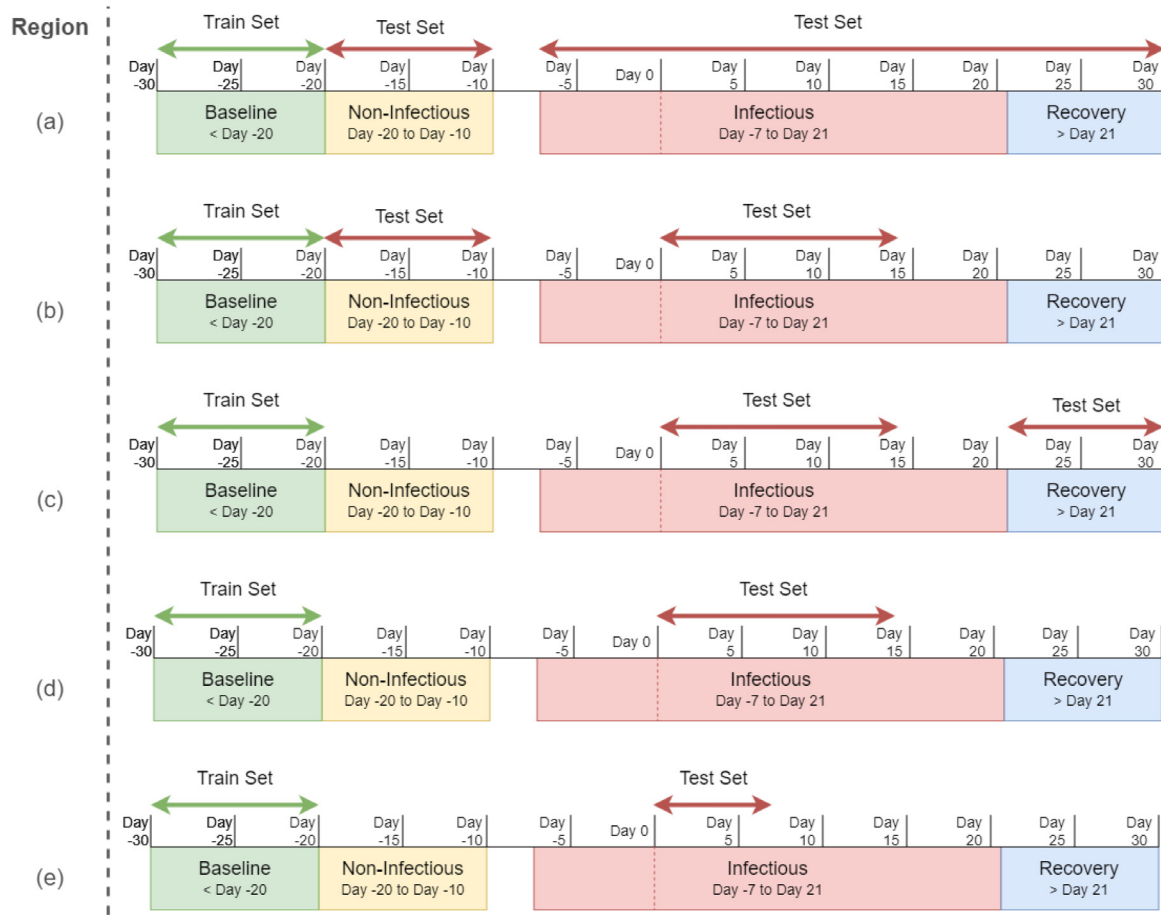 Region
Train Set Test Set Test Set
Day Day Day Day Day Day Day 0 Day Day Day Day Day Day
-30 -25 -20 -15 -10 -5 5 10 15 20 25 30
(a)
Baseline Non-Infectious Infectious Recovery
< Day -20 Day -20 to Day -10 Day -7 to Day 21 > Day 21
Train Set Test Set Test Set
Day Day Day Day Day Day Day 0 Day Day Day Day Day Day
-30 -25 -20 -15 -10 -5 5 10 15 20 25 30
(b)
Baseline Non-Infectious Infectious Recovery
< Day -20 Day -20 to Day -10 Day -7 to Day 21 > Day 21
Train Set Test Set Test Set
Day Day Day Day Day Day Day 0 Day Day Day Day Day Day
-30 -25 -20 -15 -10 -5 5 10 15 20 25 30
(c)
Baseline Non-Infectious Infectious Recovery
< Day -20 Day -20 to Day -10 Day -7 to Day 21 > Day 21
Train Set Test Set
Day Day Day Day Day Day Day 0 Day Day Day Day Day Day
-30 -25 -20 -15 -10 -5 5 10 15 20 25 30
(d)
Baseline Non-Infectious Infectious Recovery
< Day -20 Day -20 to Day -10 Day -7 to Day 21 > Day 21
Train Set Test Set
Day Day Day Day Day Day Day 0 Day Day Day Day Day Day
-30 -25 -20 -15 -10 -5 5 10 15 20 25 30
(e)
Baseline Non-Infectious Infectious Recovery
< Day -20 Day -20 to Day -10 Day -7 to Day 21 > Day 21